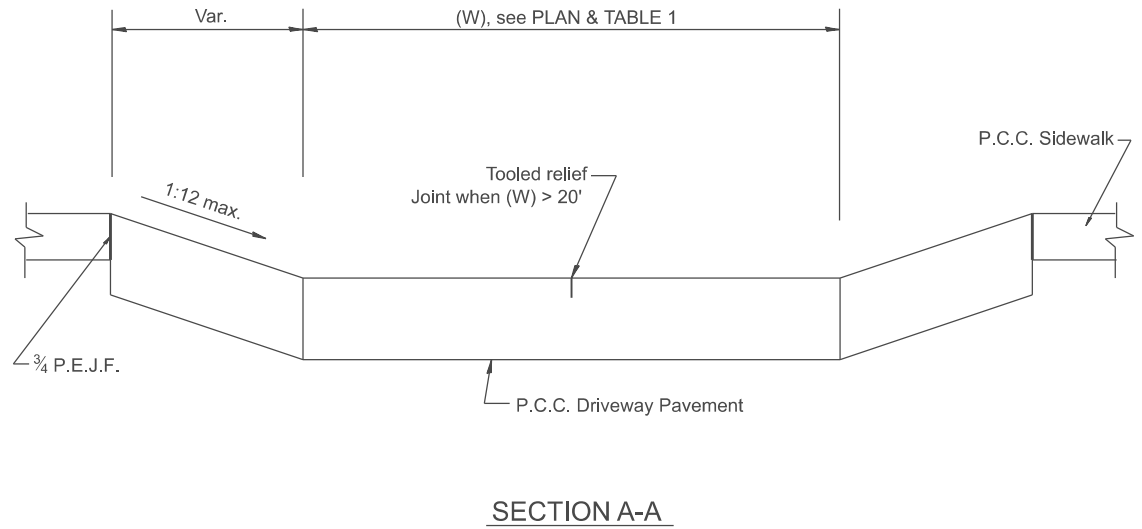 Var.
(W), see PLAN & TABLE 1
P.C.C. Sidewalk
Tooled relief
Joint when (W) > 20'
1:12 max.
¾ P.E.J.F.
P.C.C. Driveway Pavement
SECTION A-A